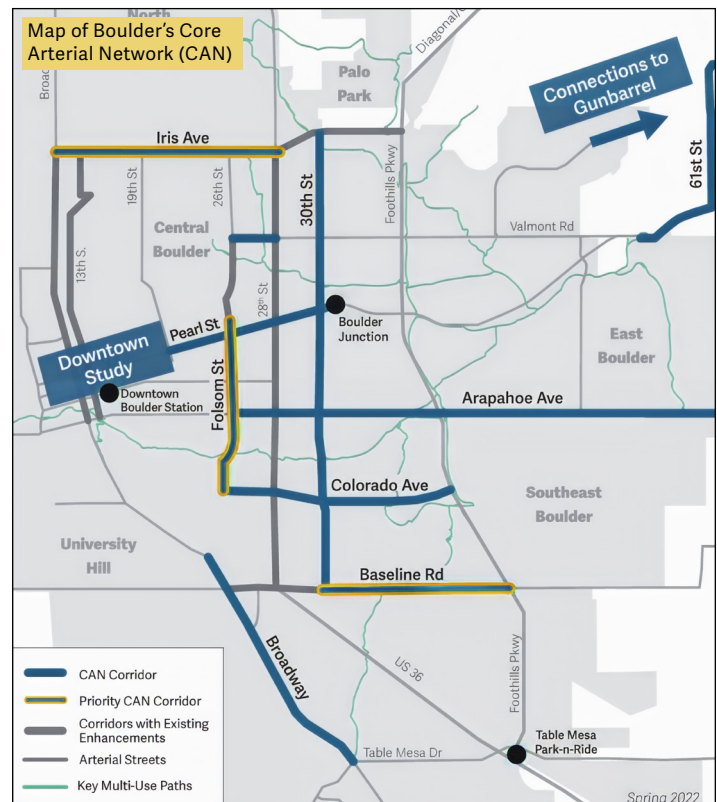 Map of Boulder's Core
Arterial Network (CAN)
North
Broad
Diagonal/
Palo
Park
Connections to
Gunbarrel
Iris Ave
61st St
19th St
26th St
30th St
Foothills Pkwy
Valmont Rd
Central
Boulder
13th S.
28th St
Pearl St
Boulder
Junction
East
Boulder
Downtown
Study
Folsom St
Downtown
Boulder Station
Arapahoe Ave
Colorado Ave
Southeast
Boulder
University
Hill
Baseline Rd
Broadway
US 36
Foothills Pkwy
CAN Corridor
Priority CAN Corridor
Corridors with Existing
Enhancements
Arterial Streets
Key Multi-Use Paths
Table Mesa Dr
Table Mesa
Park-n-Ride
Spring 2022